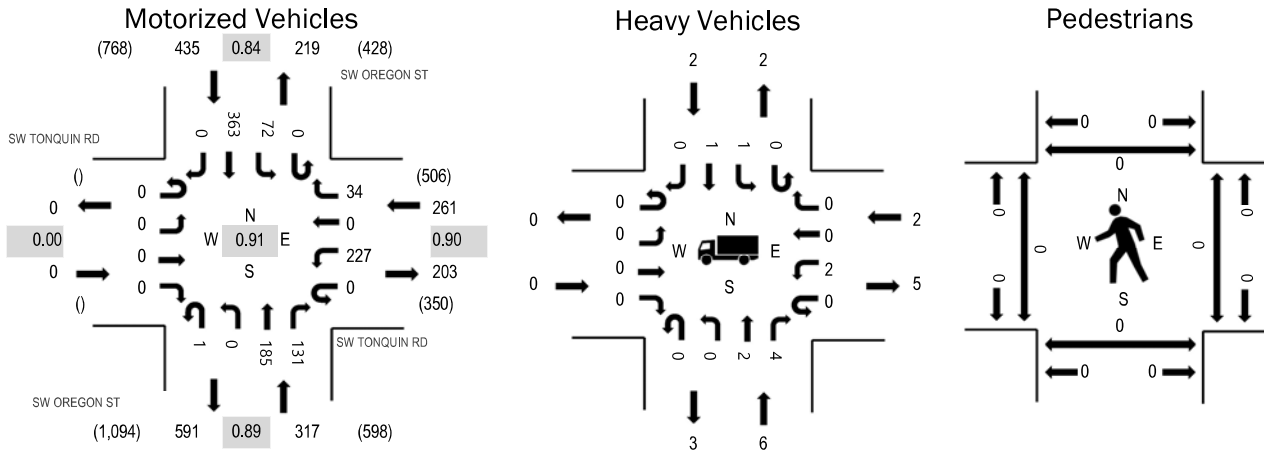 Motorized Vehicles
Heavy Vehicles
Pedestrians
(768) 435 0.84 219 (428)
SW OREGON ST
SW TONQUIN RD
0 363 72 0
()
0
0
0.00
0
()
0
0
0
0
34
0
227
0
(506)
261
0.90
203
(350)
N
W 0.91 E
S
1 0 185 131
SW TONQUIN RD
SW OREGON ST
(1,094) 591 0.89 317 (598)
2 2
0 1 1 0
0
0
0
0
0
0
0
0
2
0
2
5
N
W E
S
0 0 2 4
3 6
0 0
0
0
0
0
0
0
0
N
W E
S
0
0 0